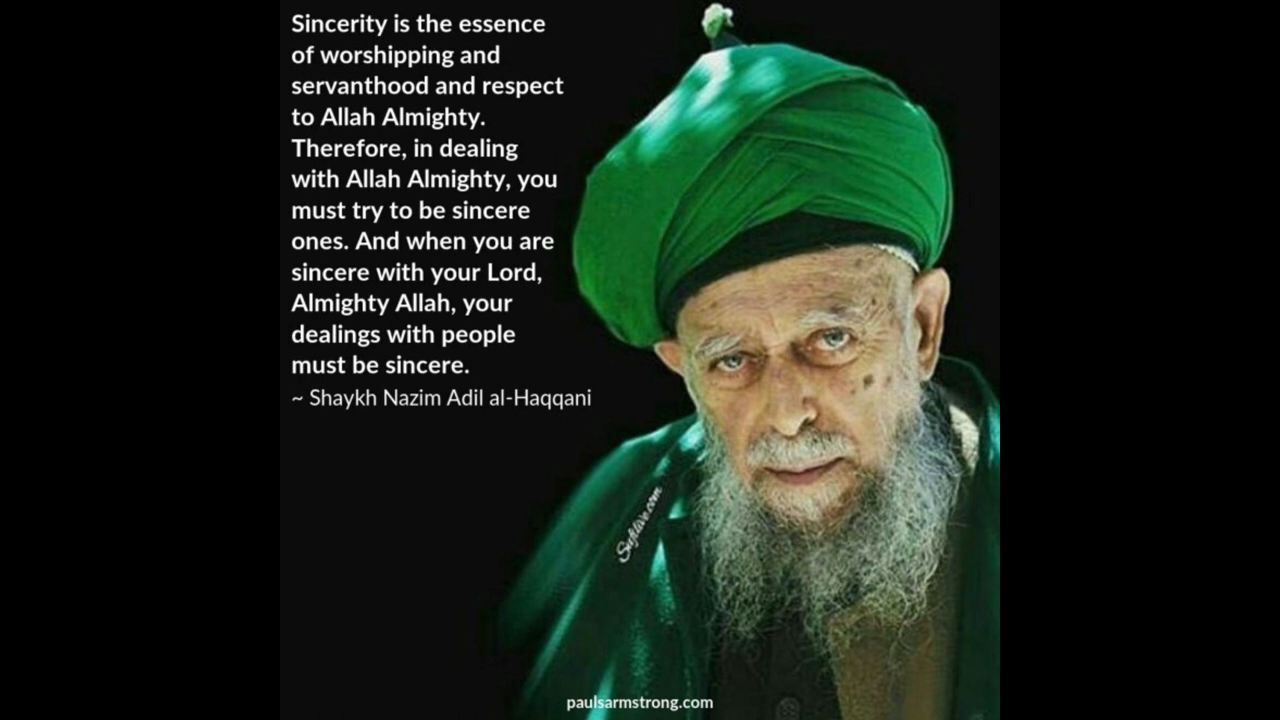 Sincerity is the essence
of worshipping and
servanthood and respect
to Allah Almighty.
Therefore, in dealing
with Allah Almighty, you
must try to be sincere
ones. And when you are
sincere with your Lord,
Almighty Allah, your
dealings with people
must be sincere.
~ Shaykh Nazim Adil al-Haqqani
Sufilive.com
paulsarmstrong.com